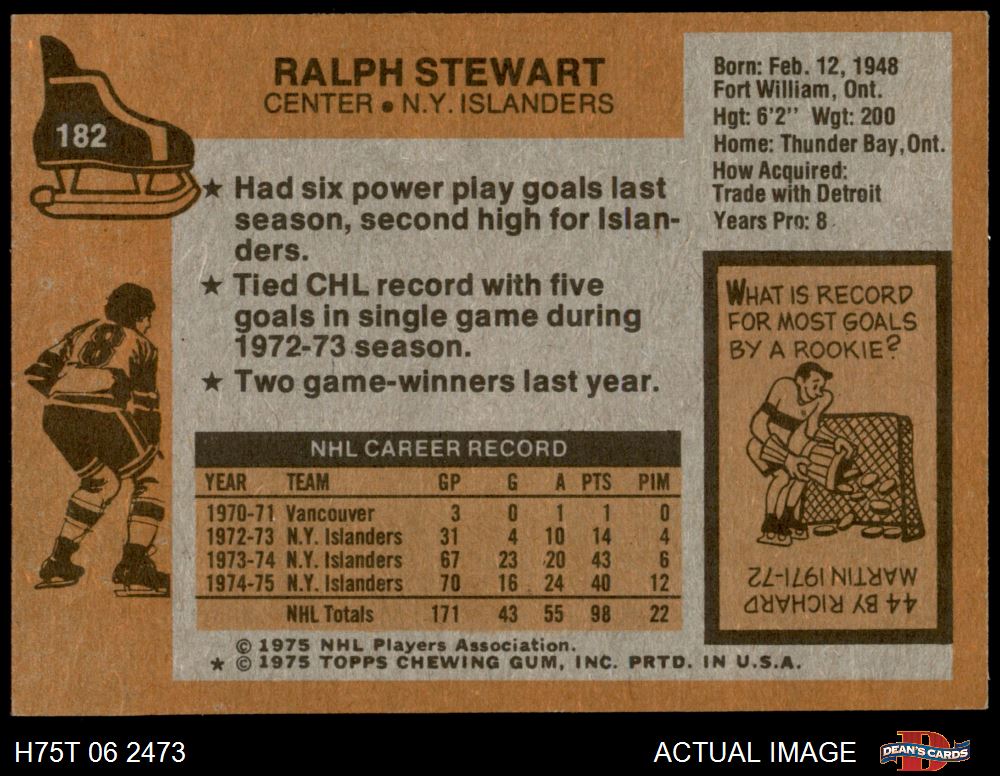 182
RALPH STEWART
CENTER • N.Y. ISLANDERS
Born: Feb. 12, 1948
Fort William, Ont.
Hgt: 6'2" Wgt: 200
Home: Thunder Bay, Ont.
How Acquired:
Trade with Detroit
Years Pro: 8
★ Had six power play goals last
season, second high for Islan-
ders.
★ Tied CHL record with five
goals in single game during
1972-73 season.
★ Two game-winners last year.
8
NHL CAREER RECORD
YEAR TEAM GP G A PTS PIM
1970-71 Vancouver 3 0 1 1 0
1972-73 N.Y. Islanders 31 4 10 14 4
1973-74 N.Y. Islanders 67 23 20 43 6
1974-75 N.Y. Islanders 70 16 24 40 12
NHL Totals 171 43 55 98 22
WHAT IS RECORD
FOR MOST GOALS
BY A ROOKIE?
44 BY RICHARD
MARTIN 1971-72
© 1975 NHL Players Association.
★ © 1975 TOPPS CHEWING GUM, INC. PRTD. IN U.S.A.
H75T 06 2473
ACTUAL IMAGE
D
DEAN'S CARDS